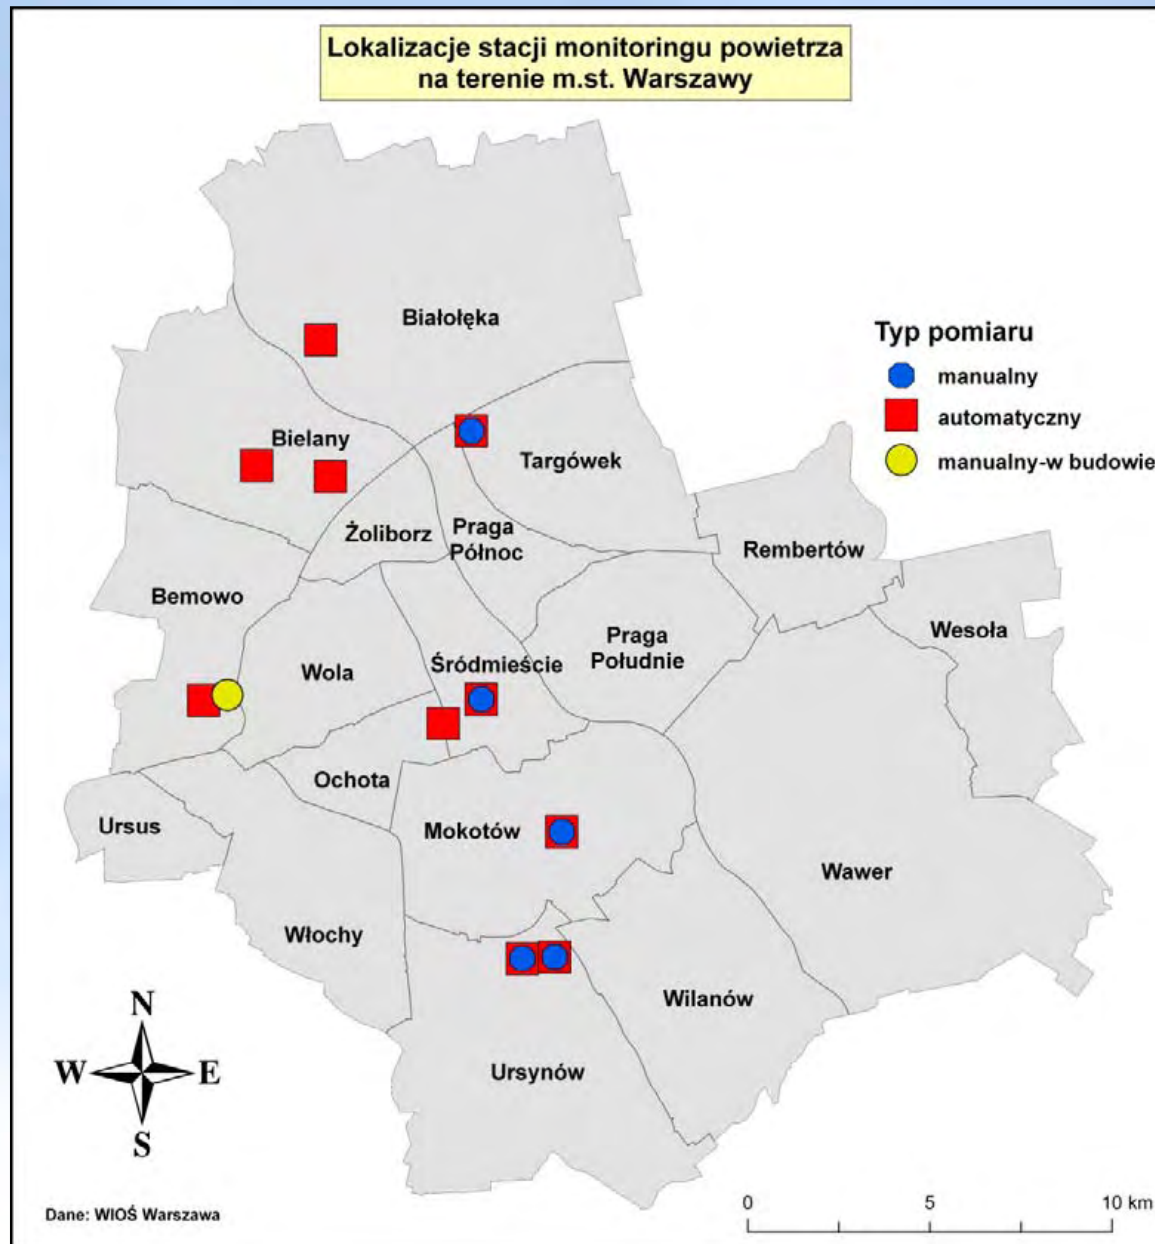 Lokalizacje stacji monitoringu powietrza
na terenie m.st. Warszawy
Białołęka
Typ pomiaru
manualny
automatyczny
manualny-w budowie
Bielany
Targówek
Żoliborz
Praga
Północ
Rembertów
Bemowo
Wesoła
Praga
Południe
Wola
Śródmieście
Ochota
Ursus
Mokotów
Wawer
Włochy
Wilanów
Ursynów
N
W
E
S
Dane: WIOŚ Warszawa
0 5 10 km